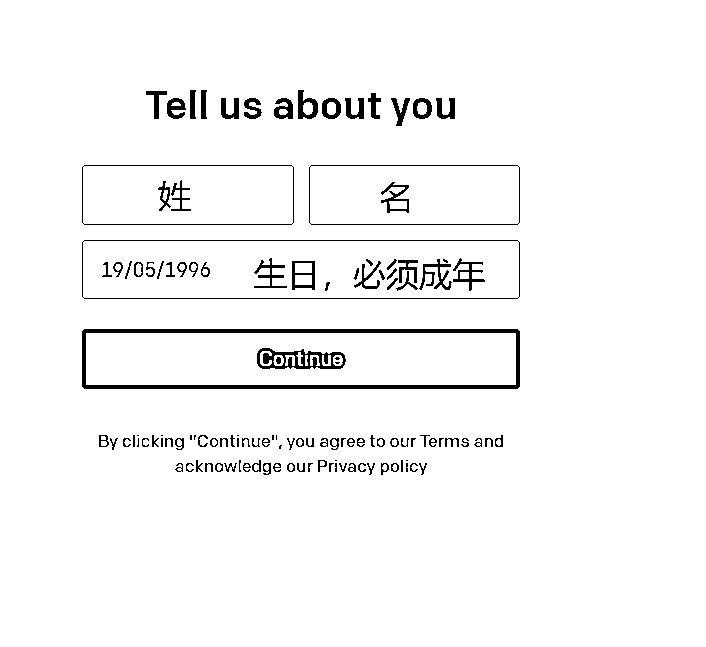 Tell us about you
姓 名
19/05/1996 生日，必须成年
Continue
By clicking "Continue", you agree to our Terms and
acknowledge our Privacy policy